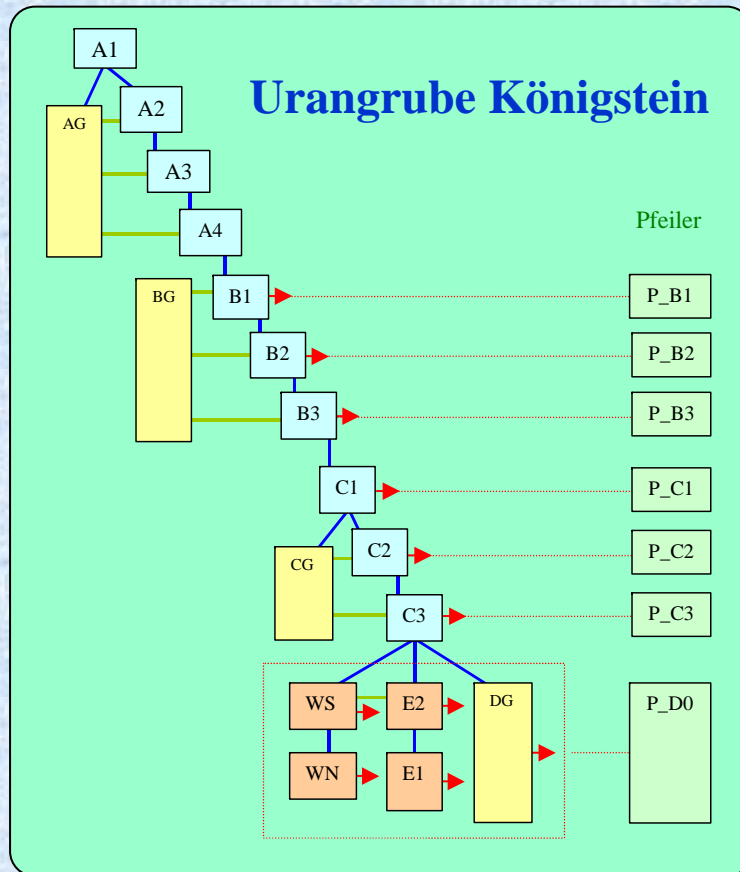 A1
Urangrube Königstein
A2
AG
A3
A4
Pfeiler
BG
B1
P_B1
B2
P_B2
B3
P_B3
C1
P_C1
C2
P_C2
CG
C3
P_C3
WS
E2
DG
P_D0
WN
E1